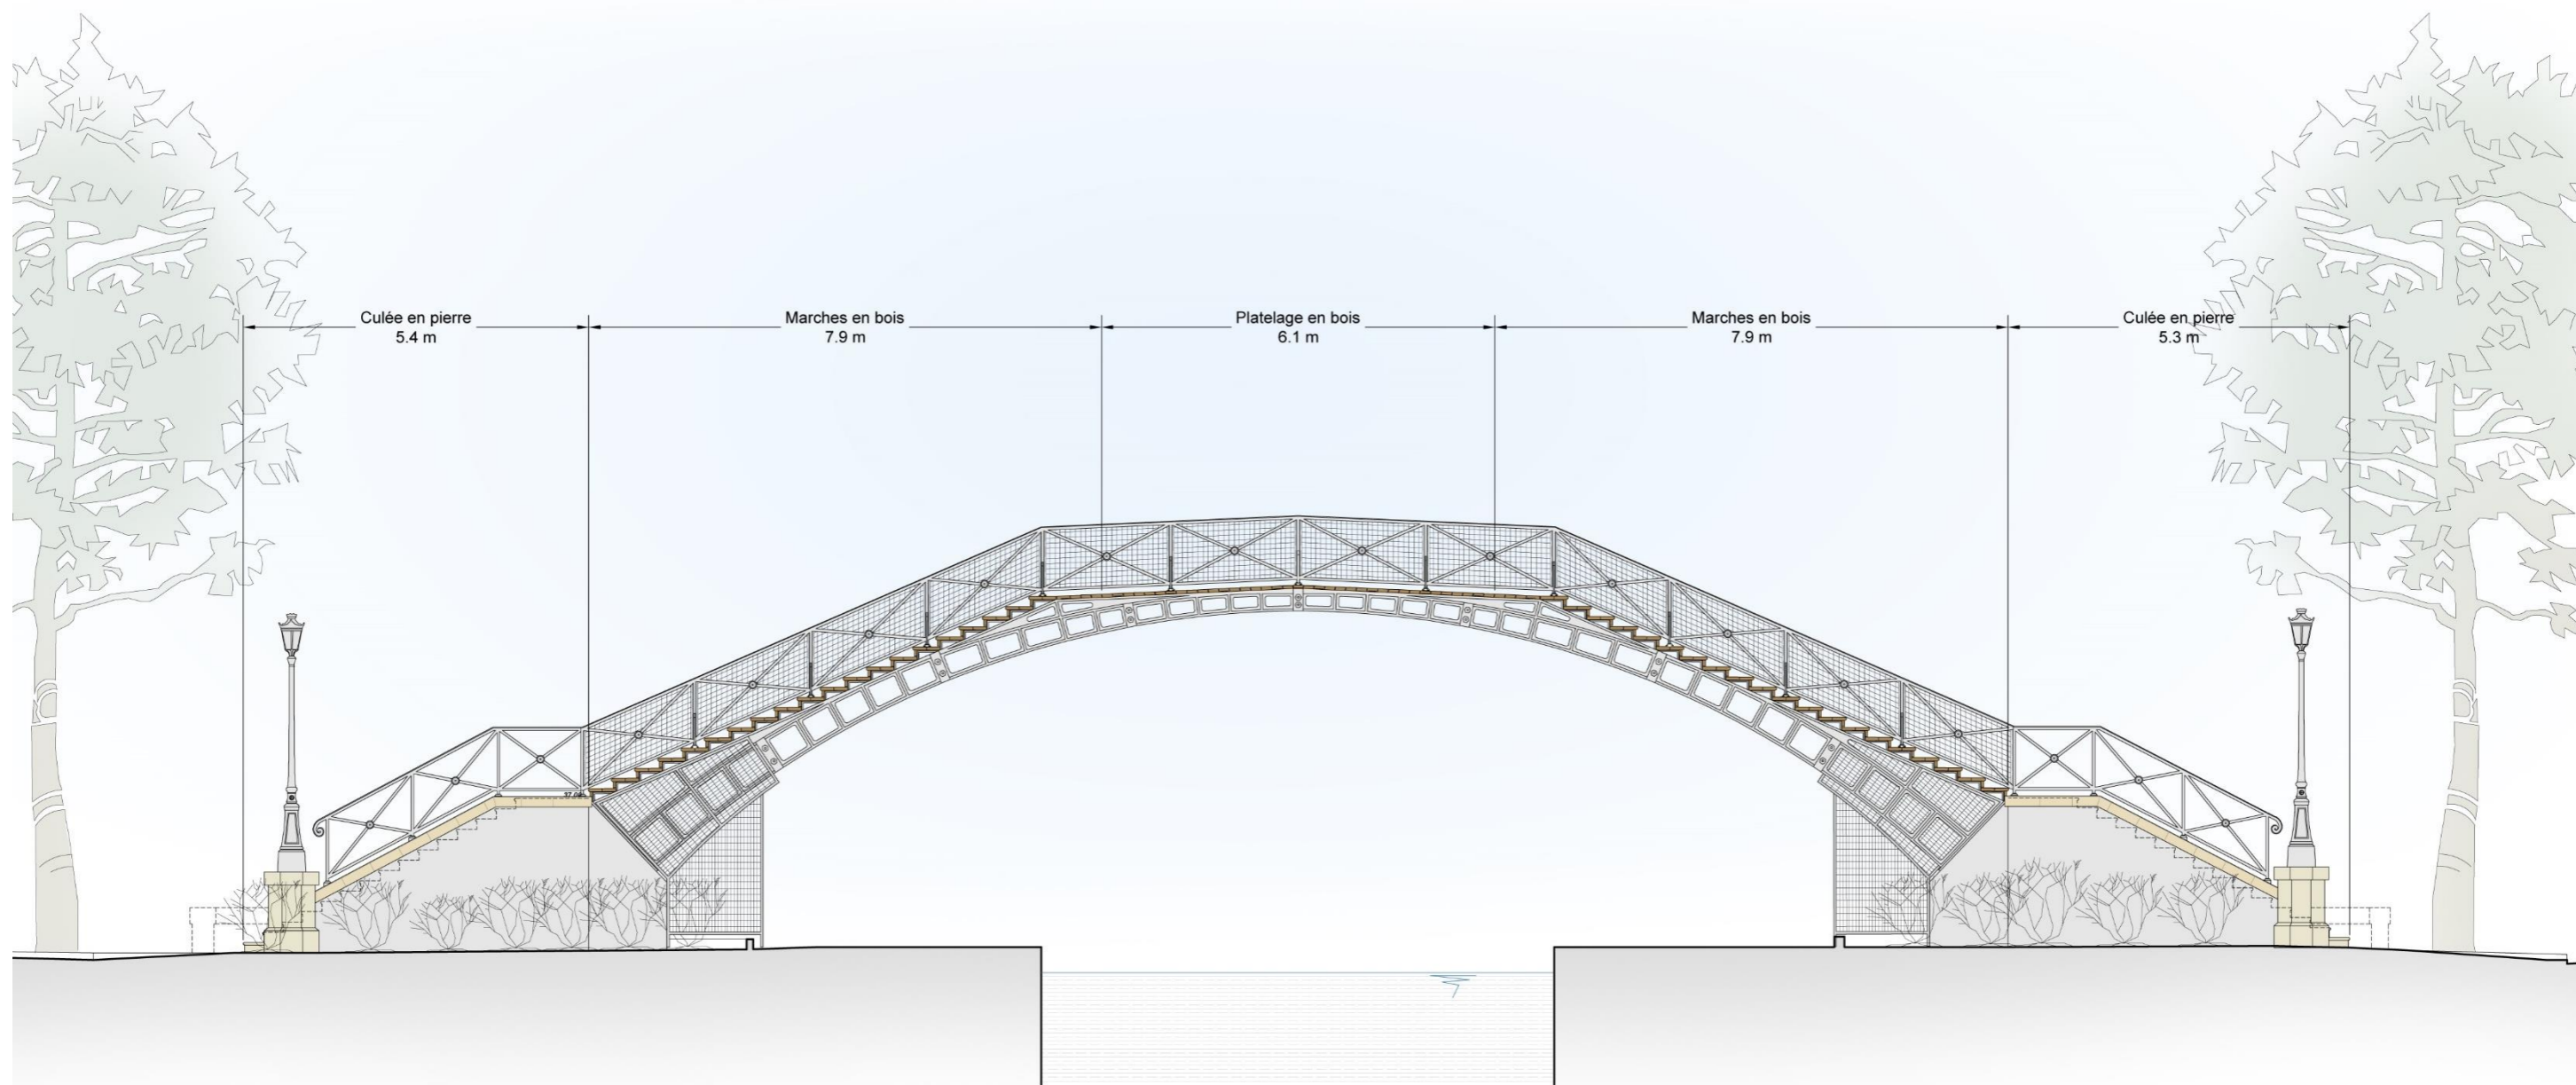 Culée en pierre
5.4 m
Marches en bois
7.9 m
Platelage en bois
6.1 m
Marches en bois
7.9 m
Culée en pierre
5.3 m